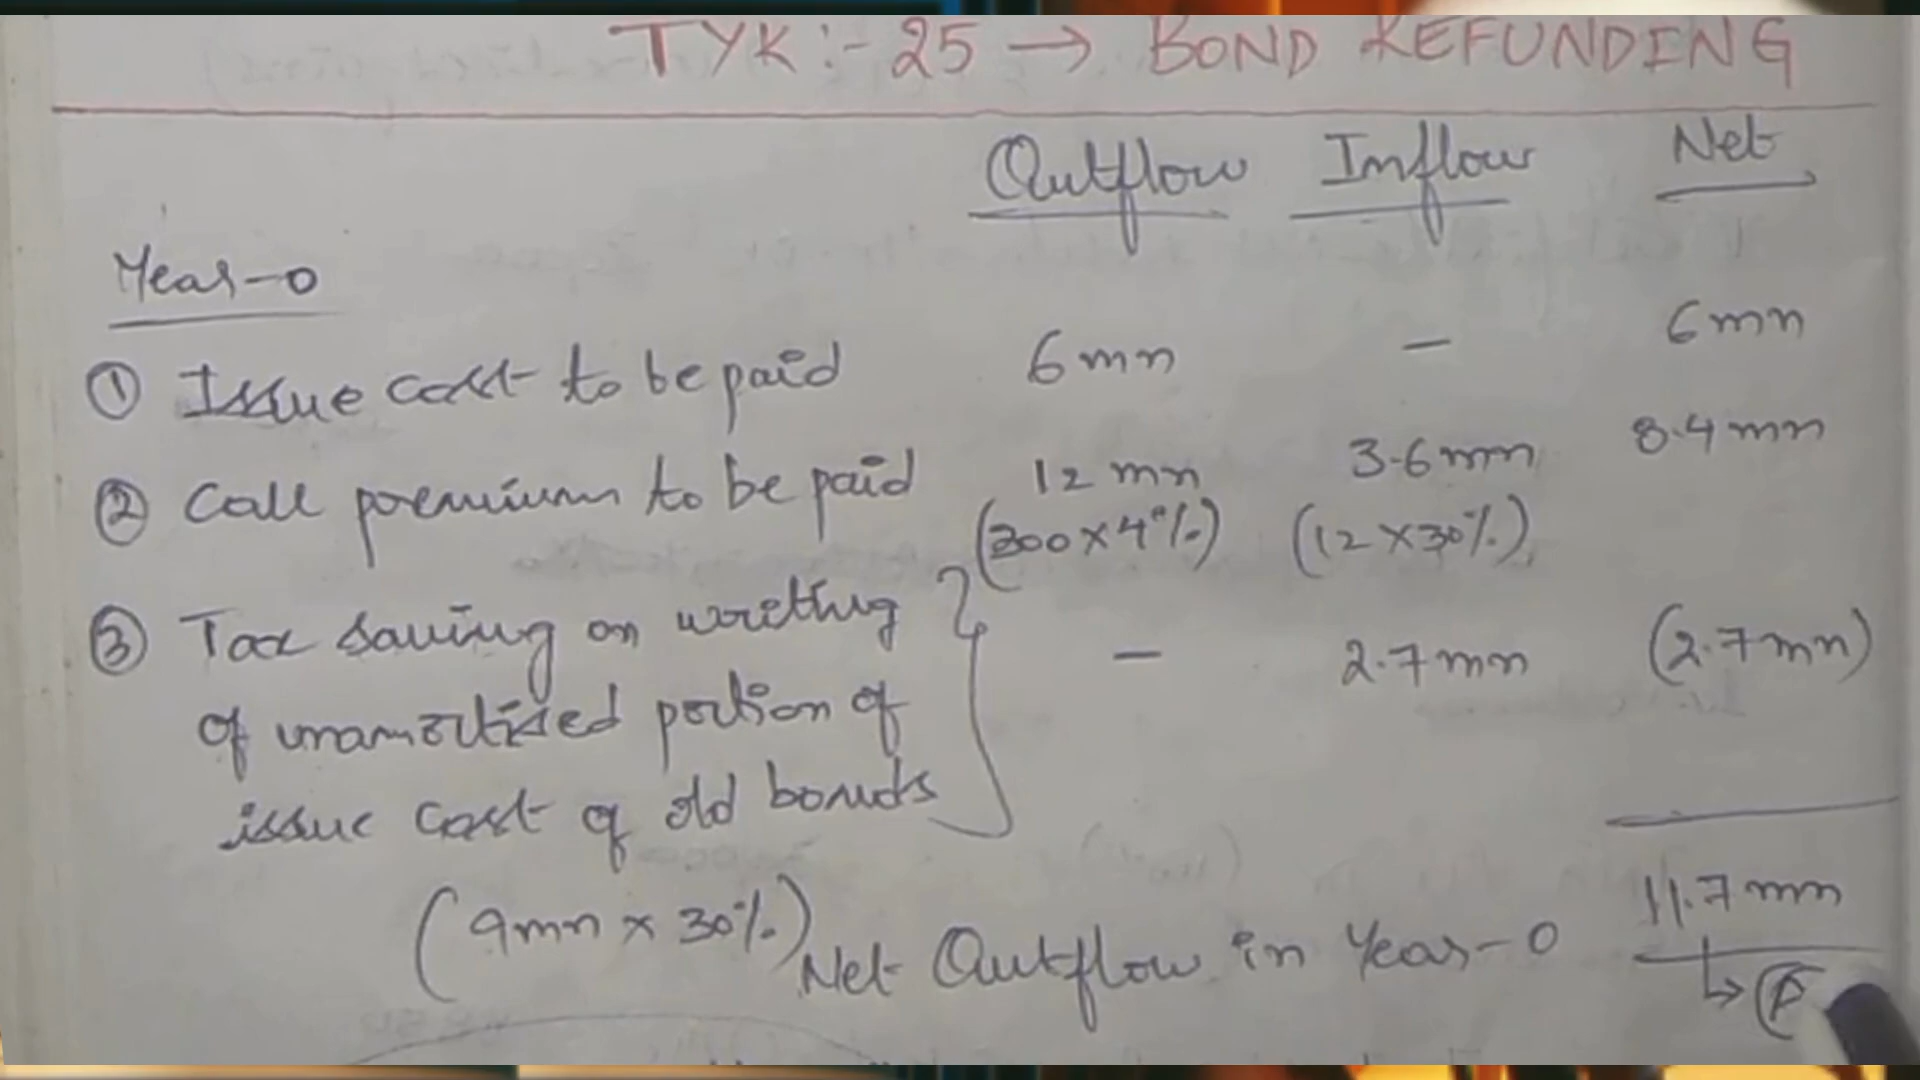 TYK:- 25 → BOND REFUNDING
Outflow Inflow Net
Year-0
① Issue cost to be paid 6mn – 6mn
② Call premium to be paid 12 mn 3.6mn 8.4mn
(300×4%) (12×30%)
③ Tax saving on writting – 2.7mn (2.7mn)
of unamortised portion of
issue cost of old bonds
(9mn × 30%)
11.7mn
Net Outflow in Year-0